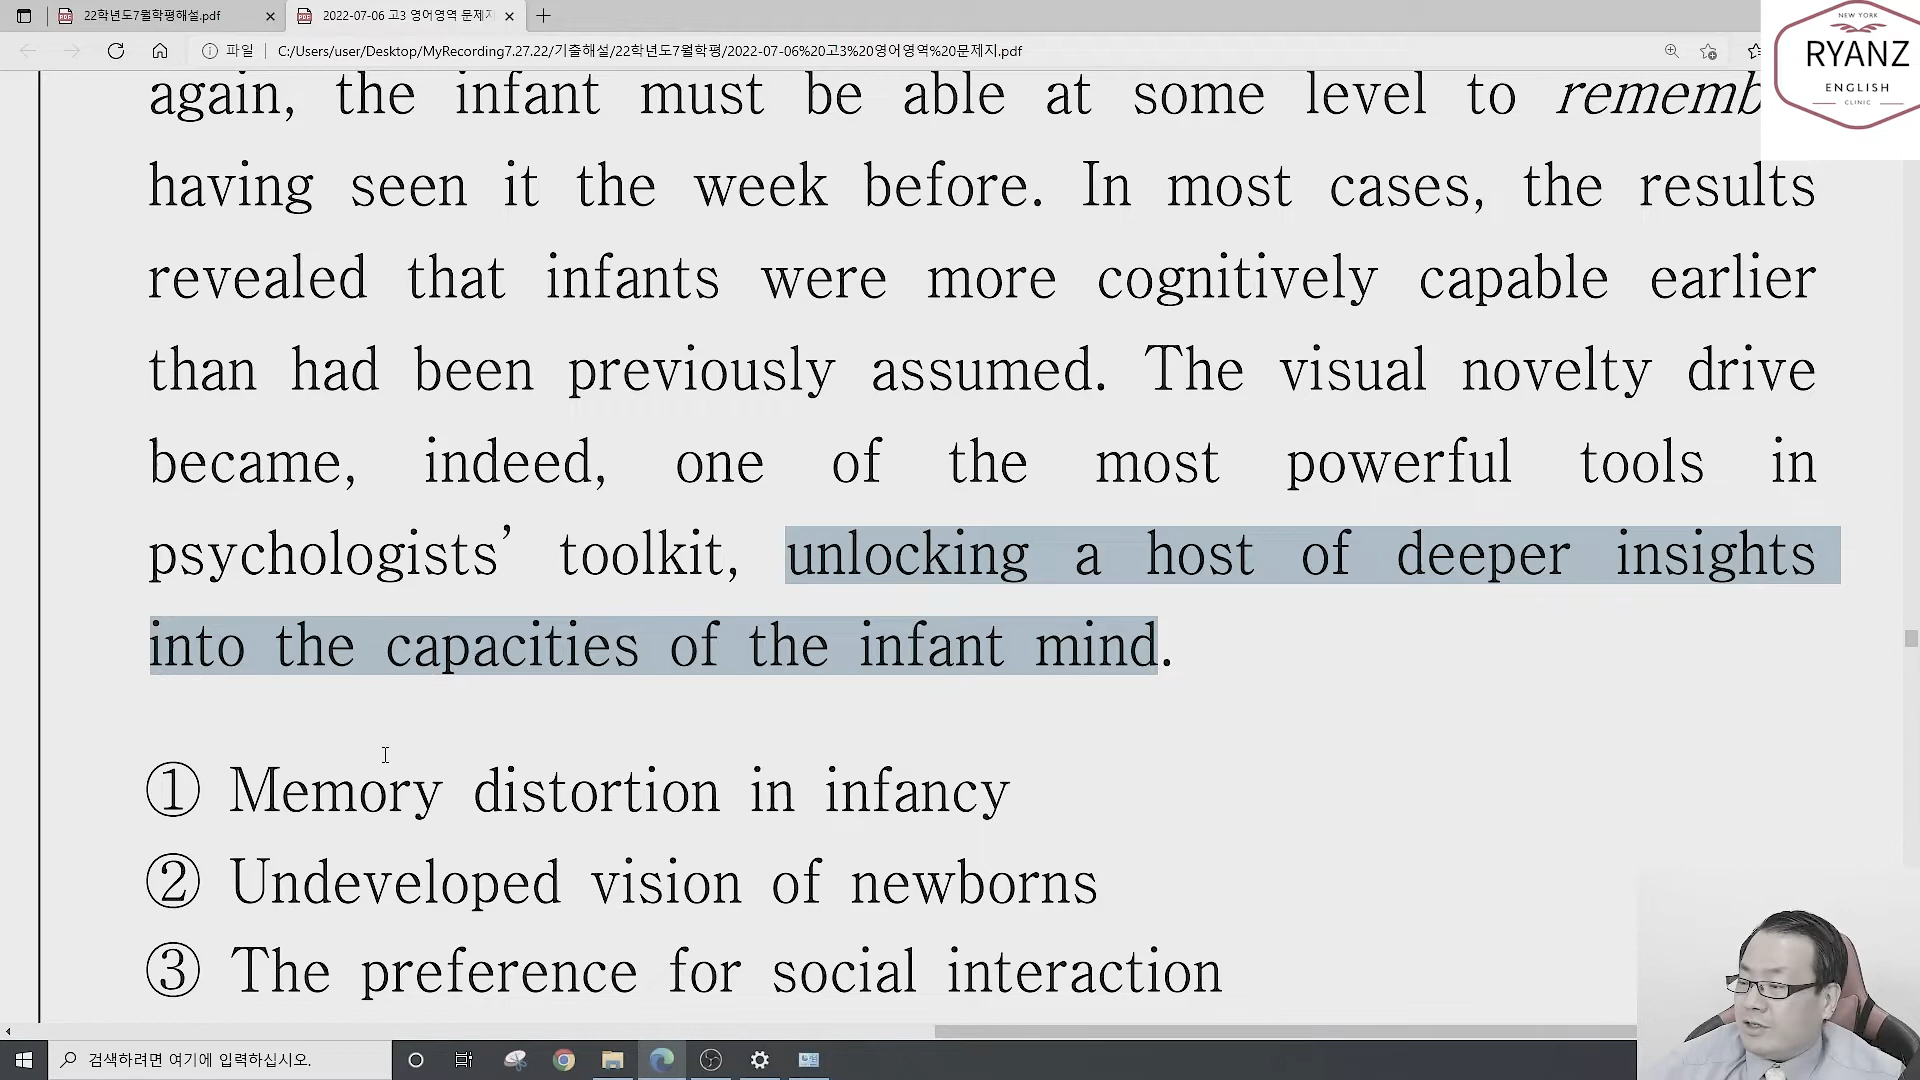 22학년도7월학평해설.pdf
2022-07-06 고3 영어영역 문제지
파일
C:/Users/user/Desktop/MyRecording7.27.22/기출해설/22학년도7월학평/2022-07-06%20고3%20영어영역%20문제지.pdf
NEW YORK
RYANZ
ENGLISH
CLINIC
again, the infant must be able at some level to rememb
having seen it the week before. In most cases, the results
revealed that infants were more cognitively capable earlier
than had been previously assumed. The visual novelty drive
became, indeed, one of the most powerful tools in
psychologists’ toolkit, unlocking a host of deeper insights
into the capacities of the infant mind.
① Memory distortion in infancy
② Undeveloped vision of newborns
③ The preference for social interaction
검색하려면 여기에 입력하십시오.